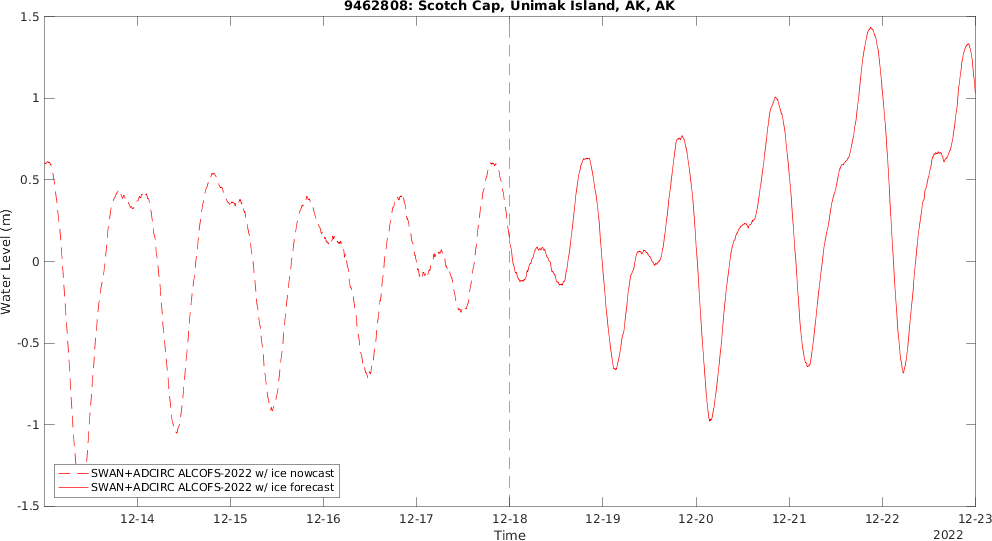 9462808: Scotch Cap, Unimak Island, AK, AK
1.5
1
0.5
0
-0.5
-1
-1.5
Water Level (m)
SWAN+ADCIRC ALCOFS-2022 w/ ice nowcast
SWAN+ADCIRC ALCOFS-2022 w/ ice forecast
12-14 12-15 12-16 12-17 12-18 12-19 12-20 12-21 12-22 12-23
Time
2022